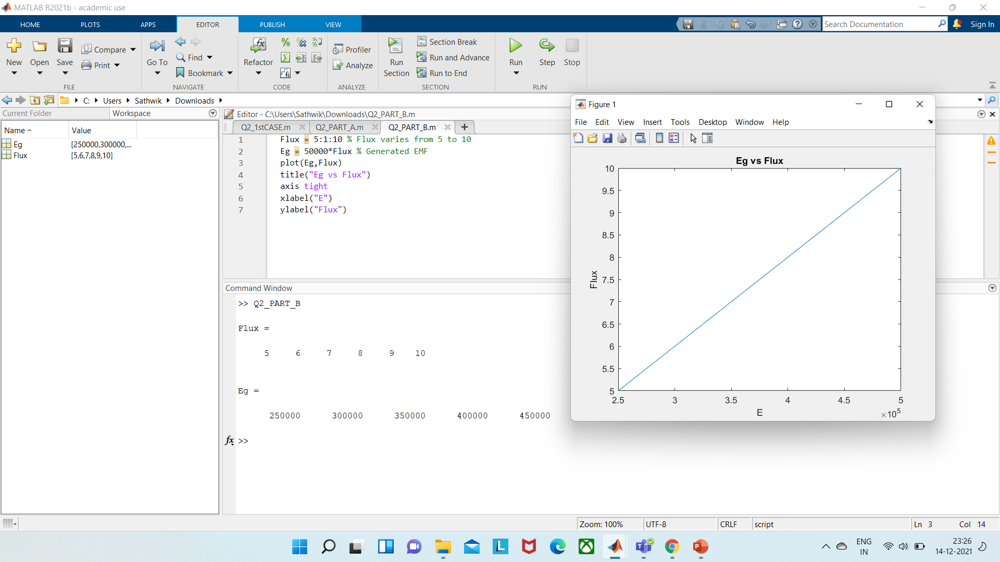 MATLAB R2021b - academic use
HOME PLOTS APPS EDITOR PUBLISH VIEW
Search Documentation
Sign In
New Open Save Compare Print
FILE
Go To Find Bookmark
NAVIGATE
Refactor
CODE
Profiler
Analyze
ANALYZE
Run Section
Section Break
Run and Advance
Run to End
SECTION
Run Step Stop
RUN
C: Users Sathwik Downloads
Current Folder
Workspace
Name Value
Eg [250000,300000,...
Flux [5,6,7,8,9,10]
Editor - C:\Users\Sathwik\Downloads\Q2_PART_B.m
Q2_1stCASE.m Q2_PART_A.m Q2_PART_B.m +
1 Flux = 5:1:10 % Flux varies from 5 to 10
2 Eg = 50000*Flux % Generated EMF
3 plot(Eg,Flux)
4 title("Eg vs Flux")
5 axis tight
6 xlabel("E")
7 ylabel("Flux")
Command Window
>> Q2_PART_B
Flux =
5 6 7 8 9 10
Eg =
250000 300000 350000 400000 450000
fx >>
Figure 1
File Edit View Insert Tools Desktop Window Help
Eg vs Flux
10
9.5
9
8.5
8
7.5
7
6.5
6
5.5
5
Flux
2.5 3 3.5 4 4.5 5
E
×10⁵
Zoom: 100% UTF-8 CRLF script Ln 3 Col 14
ENG
IN
23:26
14-12-2021